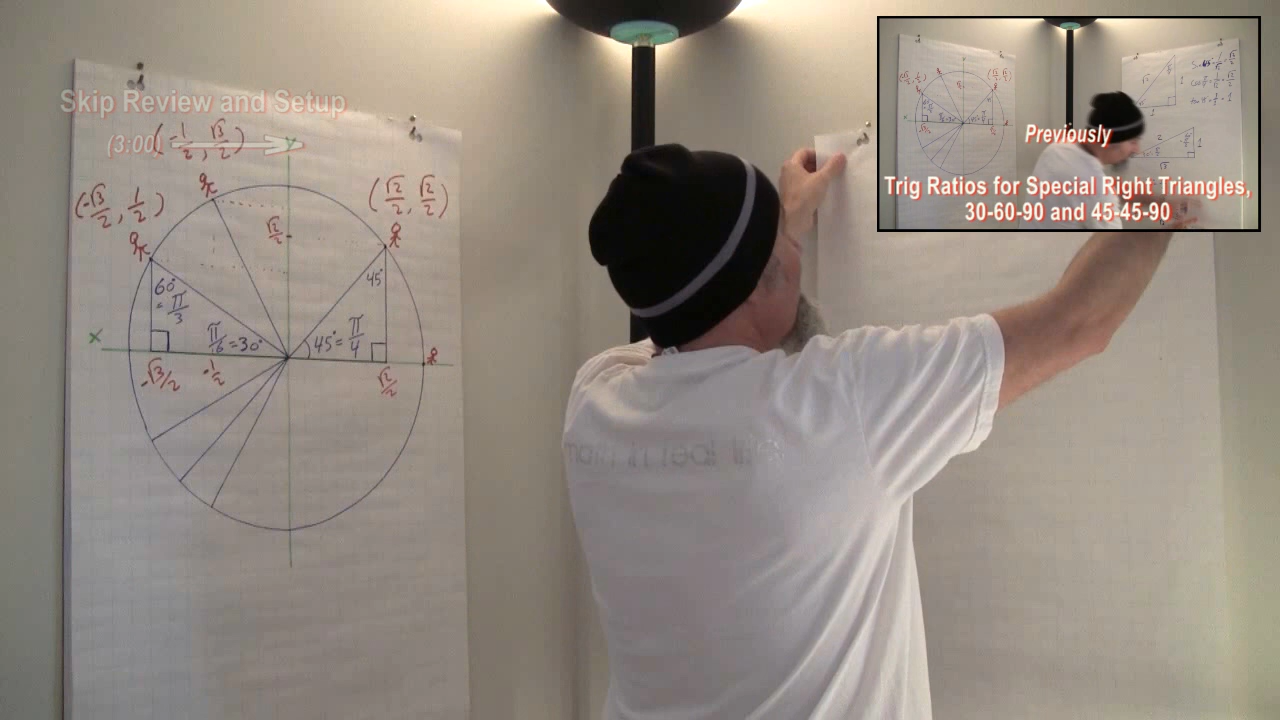 Skip Review and Setup
(3:00)
(-1/2, √3/2)
y
(-√3/2, 1/2)
(√2/2, √2/2)
√2/2
60°
= π/3
45°
π/6 = 30°
45° = π/4
x
-√3/2
-1/2
√2/2
math in real life
Previously
Trig Ratios for Special Right Triangles,
30-60-90 and 45-45-90